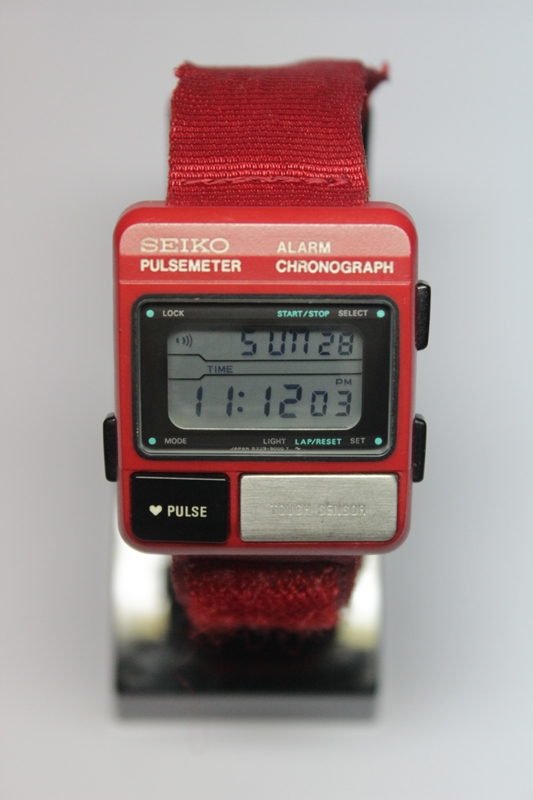 SEIKO ALARM
PULSEMETER CHRONOGRAPH
LOCK START/STOP SELECT
SUN 28
TIME
PM
11:12 03
MODE LIGHT LAP/RESET SET
JAPAN
PULSE TOUCH SENSOR